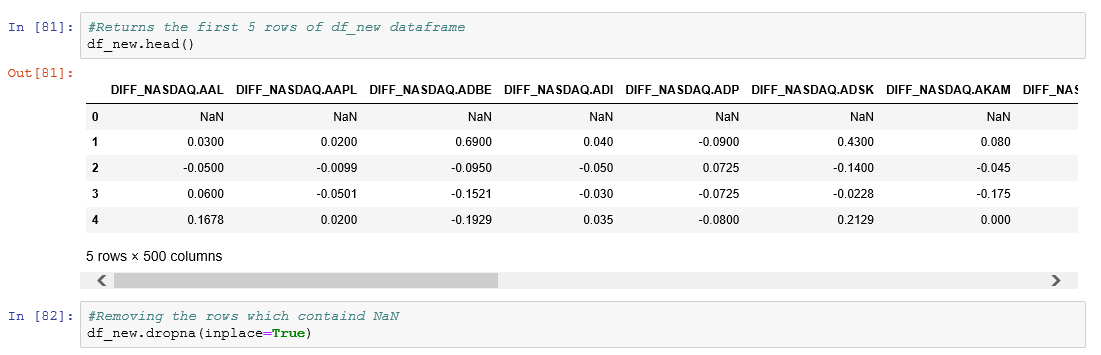 In [81]: #Returns the first 5 rows of df_new dataframe
df_new.head()
Out[81]:
DIFF_NASDAQ.AAL DIFF_NASDAQ.AAPL DIFF_NASDAQ.ADBE DIFF_NASDAQ.ADI DIFF_NASDAQ.ADP DIFF_NASDAQ.ADSK DIFF_NASDAQ.AKAM DIFF_NAS
0 NaN NaN NaN NaN NaN NaN NaN
1 0.0300 0.0200 0.6900 0.040 -0.0900 0.4300 0.080
2 -0.0500 -0.0099 -0.0950 -0.050 0.0725 -0.1400 -0.045
3 0.0600 -0.0501 -0.1521 -0.030 -0.0725 -0.0228 -0.175
4 0.1678 0.0200 -0.1929 0.035 -0.0800 0.2129 0.000
5 rows × 500 columns
In [82]: #Removing the rows which containd NaN
df_new.dropna(inplace=True)